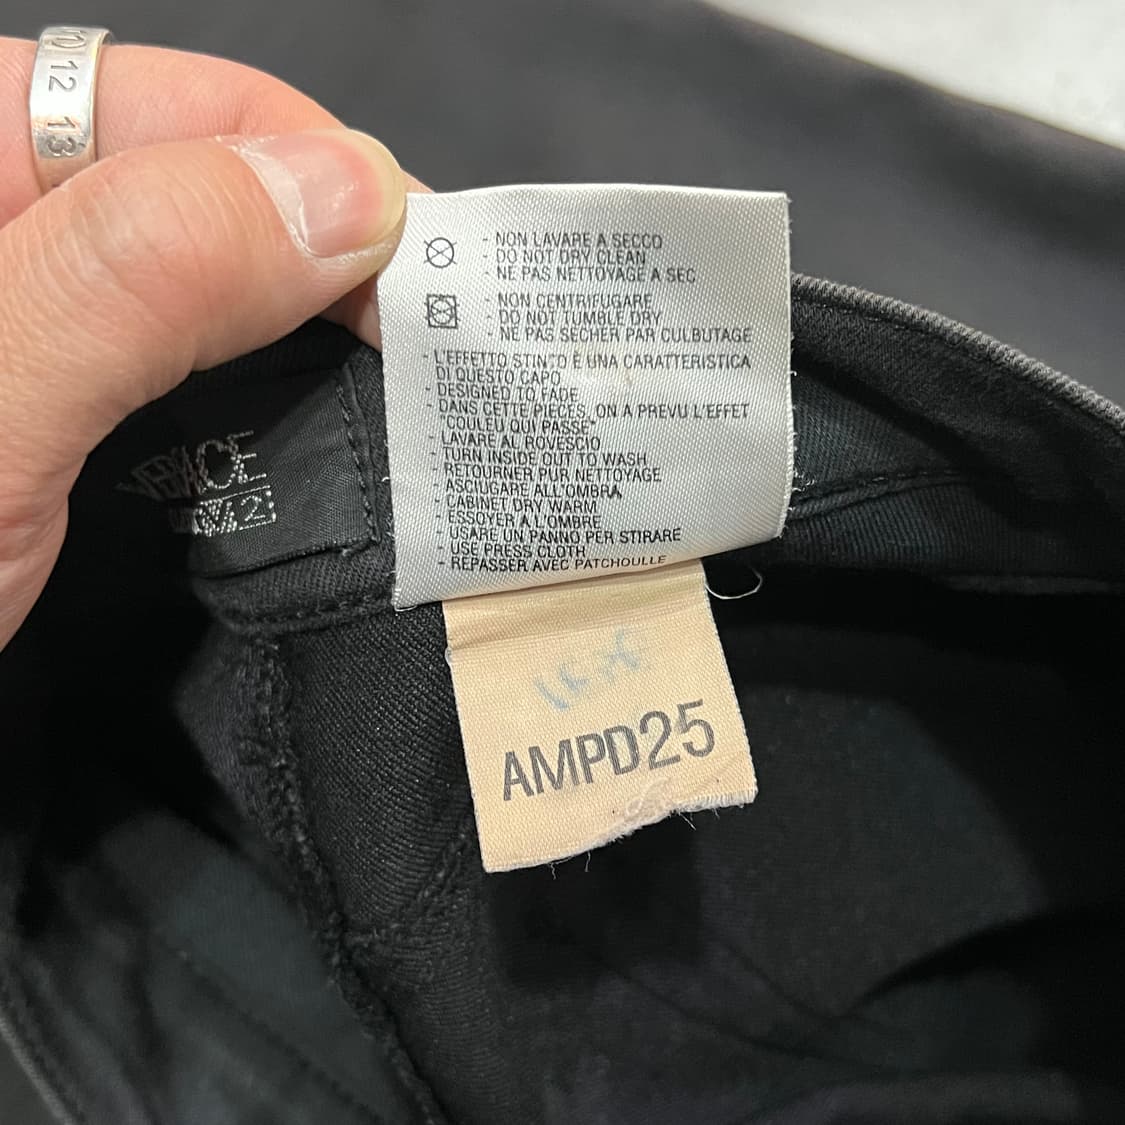 12 13
- NON LAVARE A SECCO
- DO NOT DRY CLEAN
- NE PAS NETTOYAGE A SEC
- NON CENTRIFUGARE
- DO NOT TUMBLE DRY
- NE PAS SECHER PAR CULBUTAGE
- L'EFFETTO STINTO È UNA CARATTERISTICA
DI QUESTO CAPO
- DESIGNED TO FADE
- DANS CETTE PIECES, ON A PREVU L'EFFET
COULEU QUI PASSE"
- LAVARE AL ROVESCIO
- TURN INSIDE OUT TO WASH
- RETOURNER PUR NETTOYAGE
- ASCIUGARE ALL'OMBRA
- CABINET DRY WARM
- ESSOYER A L'OMBRE
- USARE UN PANNO PER STIRARE
- USE PRESS CLOTH
- REPASSER AVEC PATCHOULLE
AMPD25